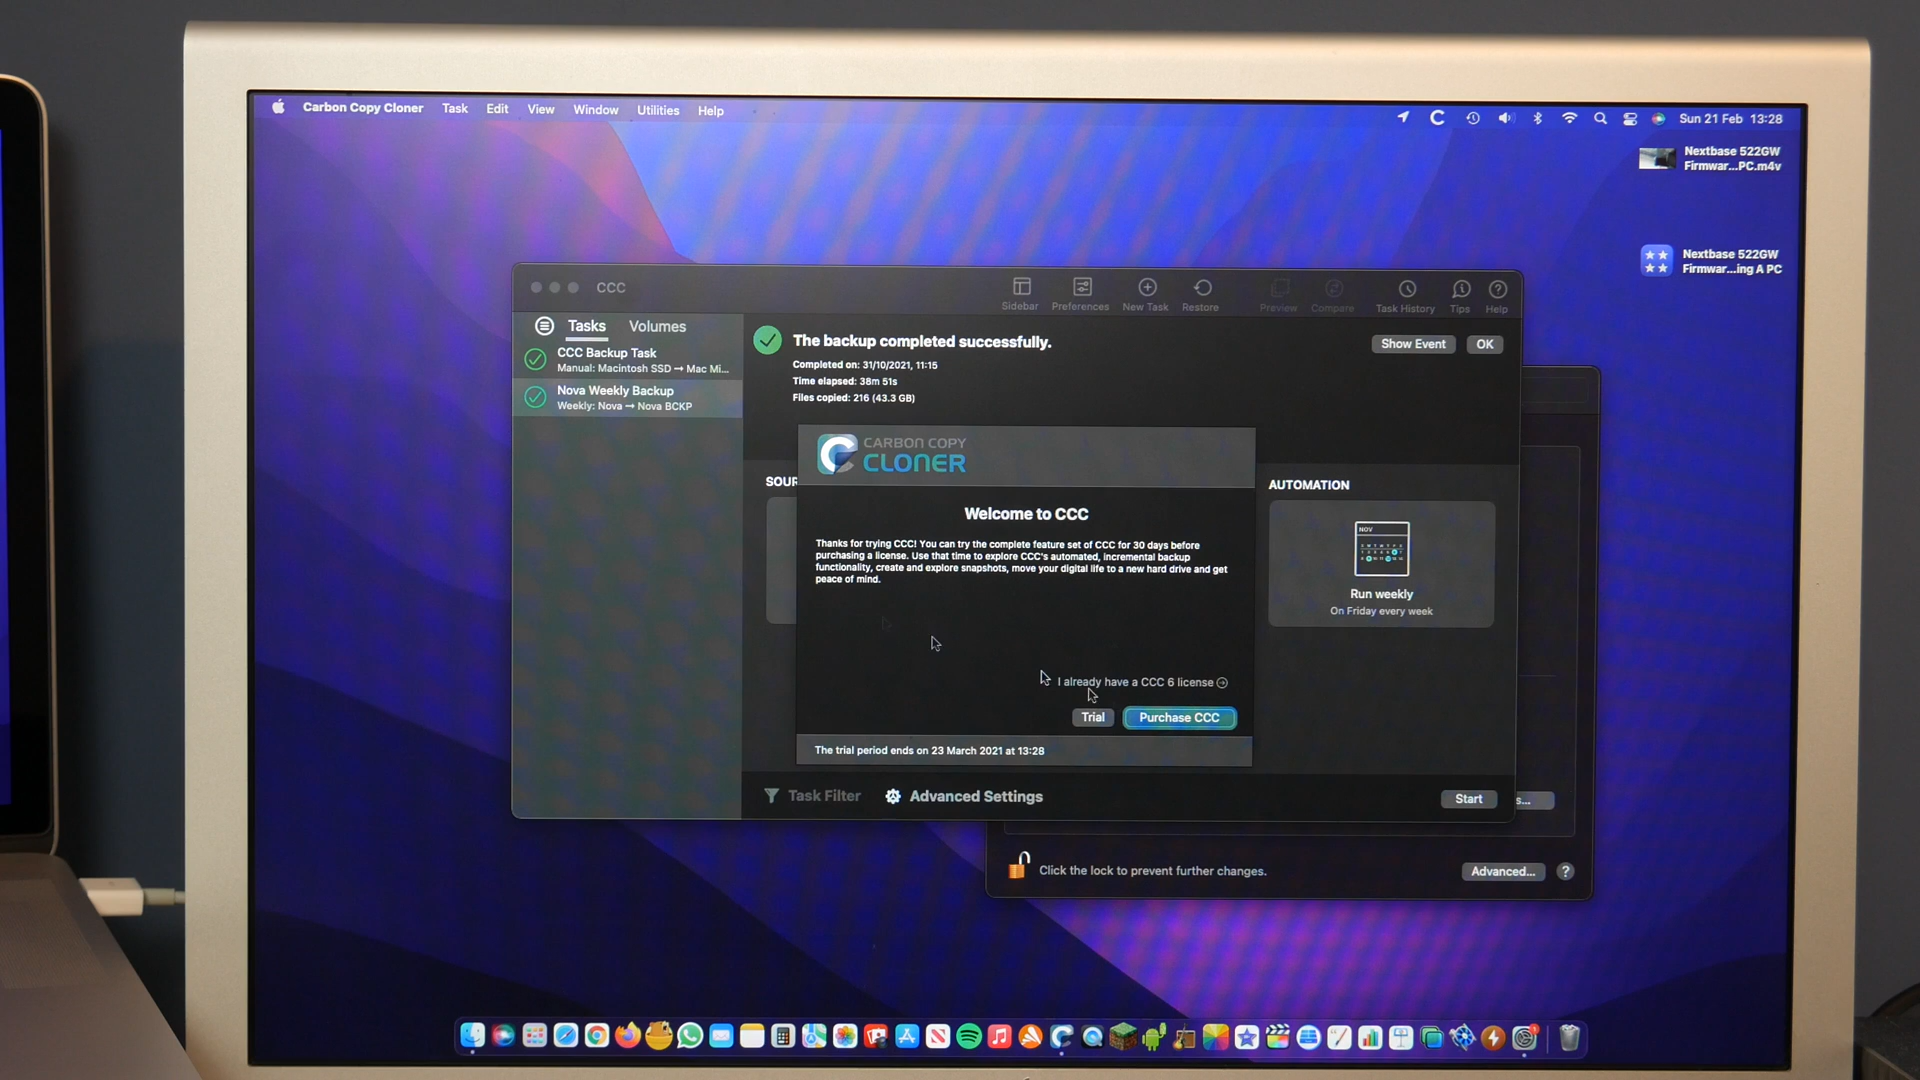 Carbon Copy Cloner Task Edit View Window Utilities Help
Sun 21 Feb 13:28
Nextbase 522GW
Firmwar...PC.m4v
Nextbase 522GW
Firmwar...ing A PC
CCC
Sidebar Preferences New Task Restore Preview Compare Task History Tips Help
Tasks Volumes
CCC Backup Task
Manual: Macintosh SSD → Mac Mi...
Nova Weekly Backup
Weekly: Nova → Nova BCKP
The backup completed successfully.
Show Event OK
Completed on: 31/10/2021, 11:15
Time elapsed: 38m 51s
Files copied: 216 (43.3 GB)
CARBON COPY
CLONER
SOUR
AUTOMATION
Welcome to CCC
Thanks for trying CCC! You can try the complete feature set of CCC for 30 days before
purchasing a license. Use that time to explore CCC's automated, incremental backup
functionality, create and explore snapshots, move your digital life to a new hard drive and get
peace of mind.
NOV
Run weekly
On Friday every week
I already have a CCC 6 license
Trial Purchase CCC
The trial period ends on 23 March 2021 at 13:28
Task Filter Advanced Settings
Start
s...
Click the lock to prevent further changes.
Advanced... ?